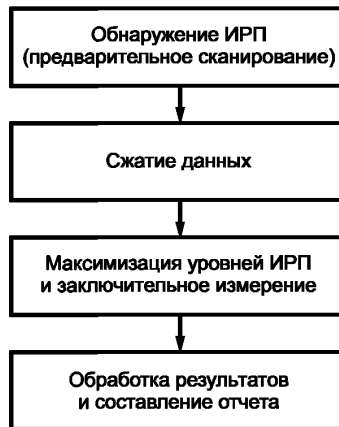 Обнаружение ИРП
(предварительное сканирование)
Сжатие данных
Максимизация уровней ИРП
и заключительное измерение
Обработка результатов
и составление отчета